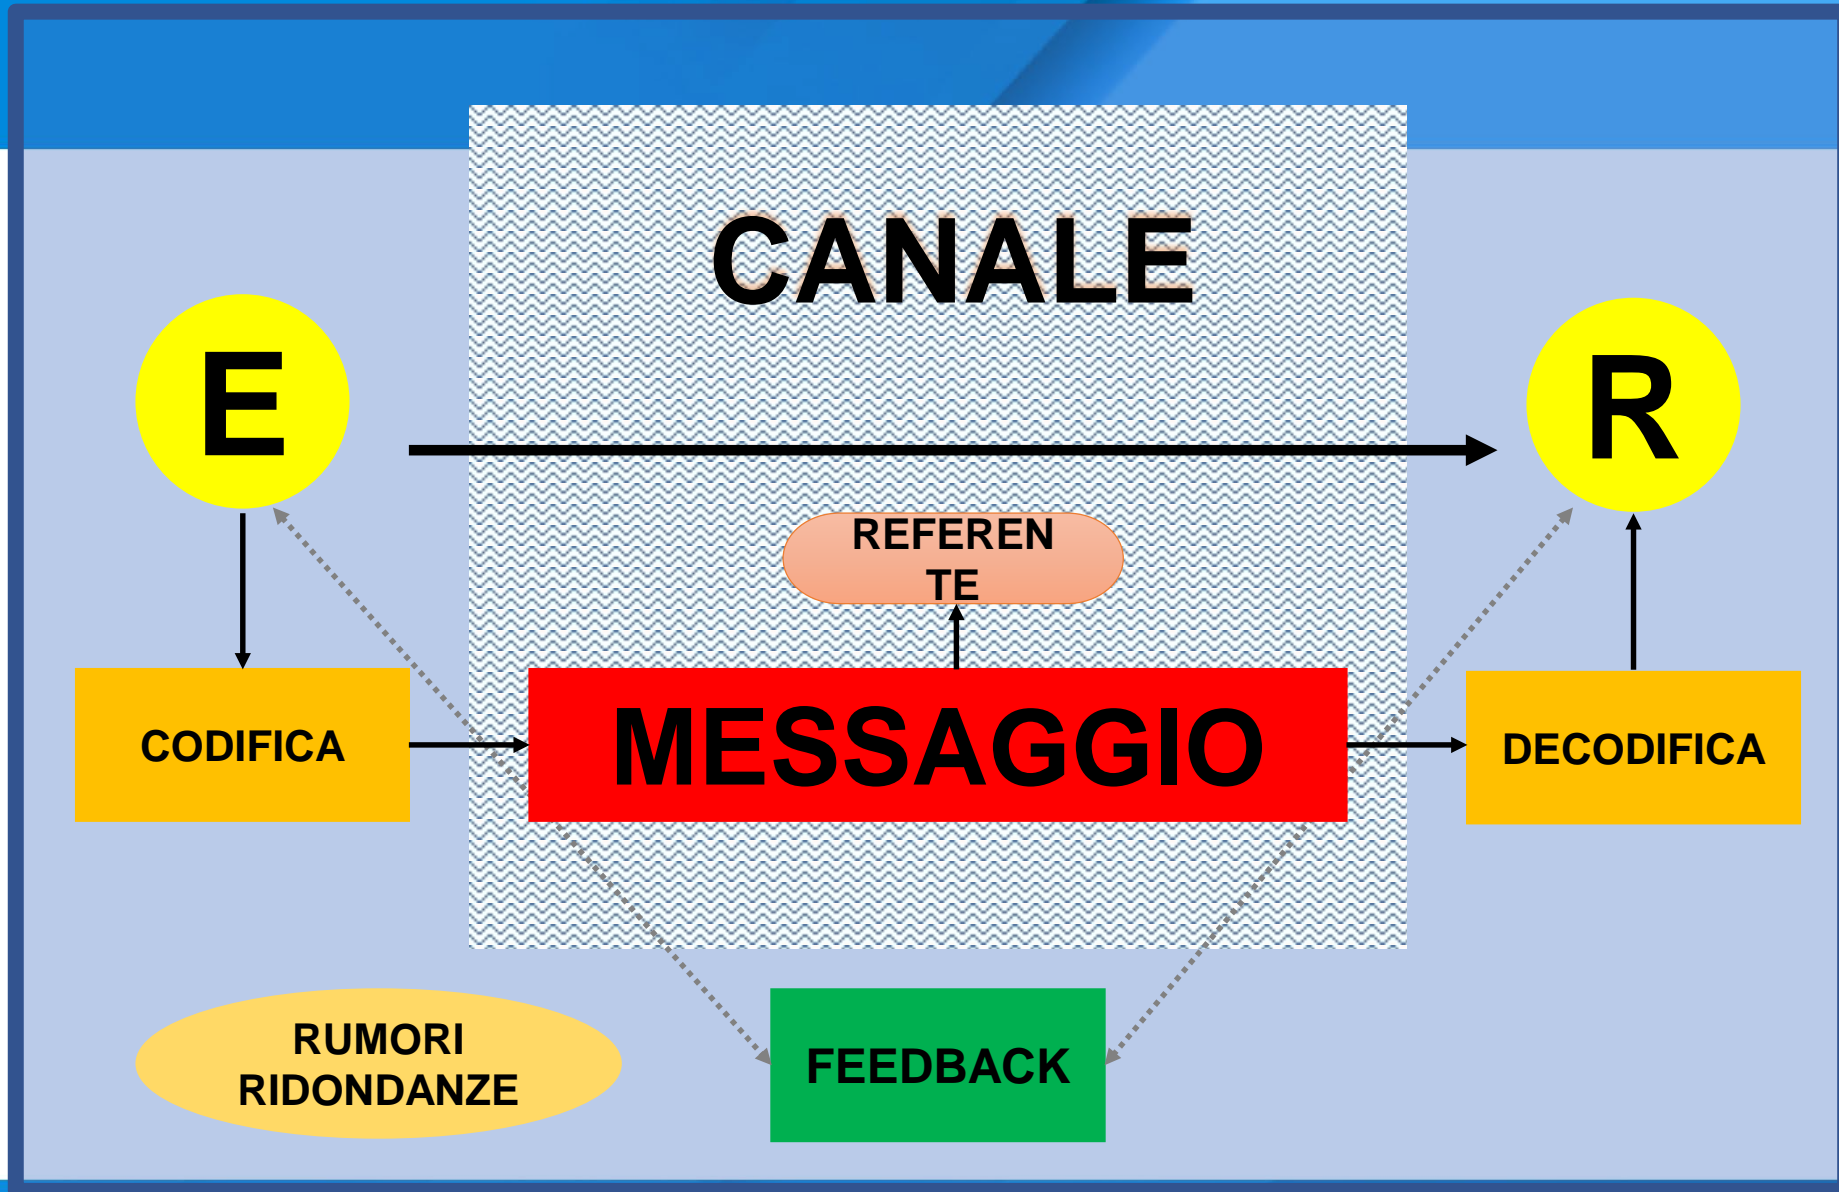 CANALE
E
R
REFEREN
TE
CODIFICA
MESSAGGIO
DECODIFICA
RUMORI
RIDONDANZE
FEEDBACK